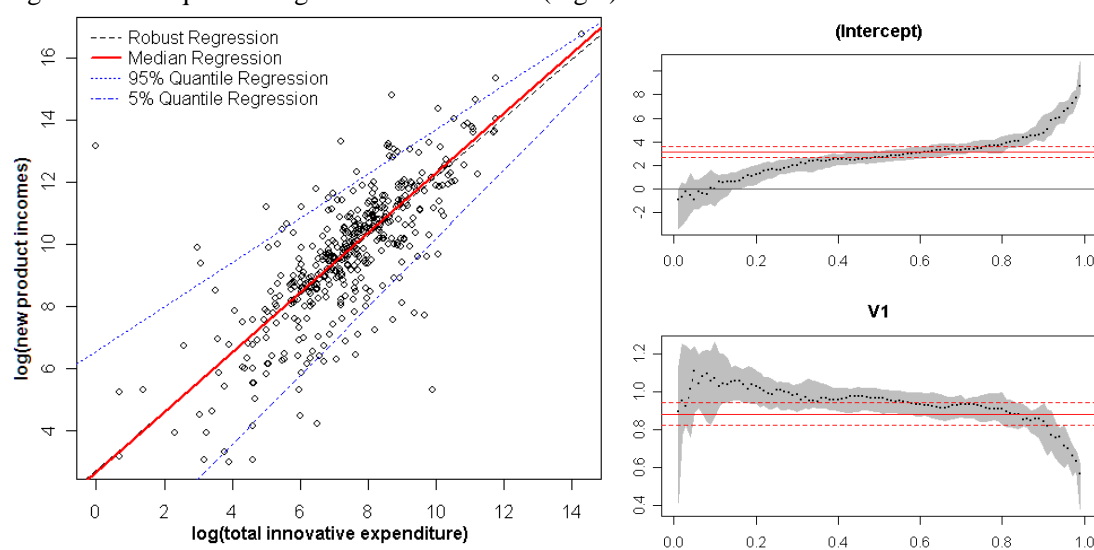 Robust Regression
Median Regression
95% Quantile Regression
5% Quantile Regression
log(new product incomes)
4
6
8
10
12
14
16
0 2 4 6 8 10 12 14
log(total innovative expenditure)
(Intercept)
-2 0 2 4 6 8
0.0 0.2 0.4 0.6 0.8 1.0
V1
0.4 0.6 0.8 1.0 1.2
0.0 0.2 0.4 0.6 0.8 1.0